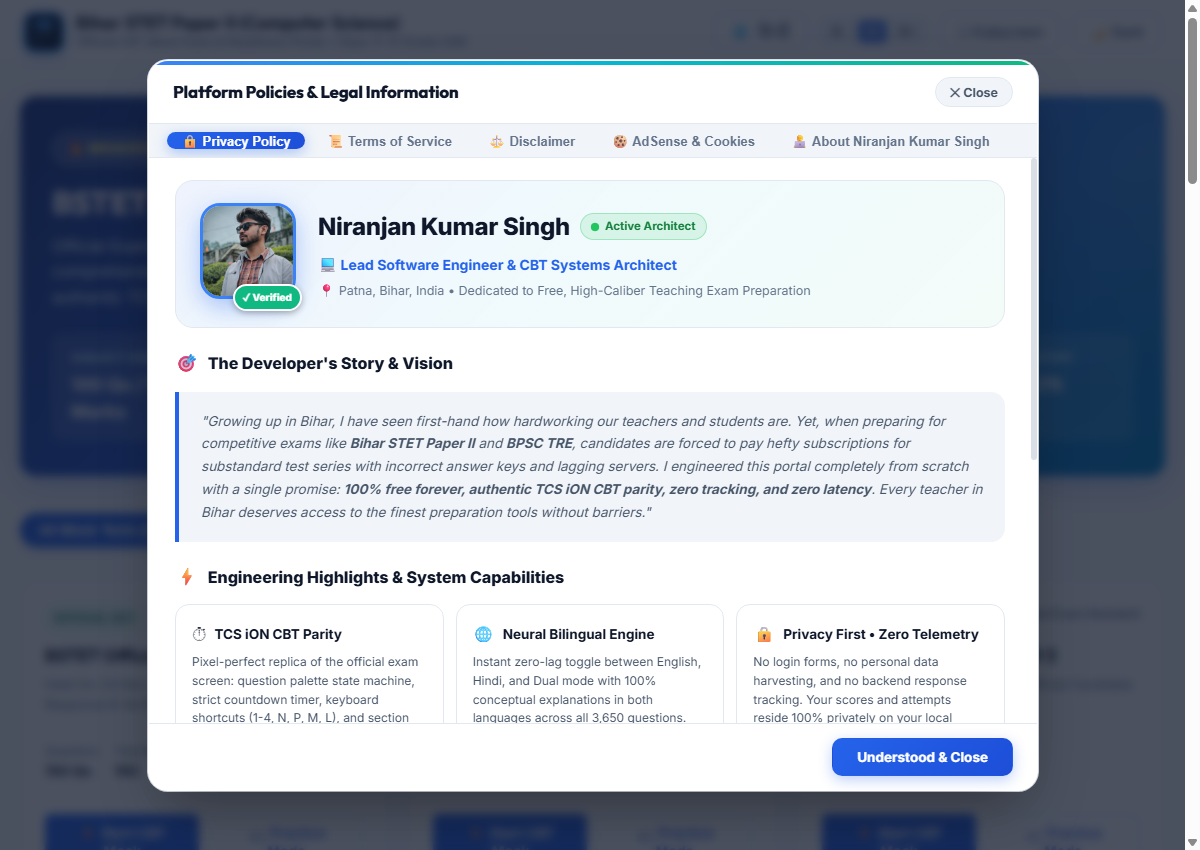 Bihar STET Paper II (Computer Science)
Platform Policies & Legal Information
✕ Close
🔒 Privacy Policy
📜 Terms of Service
⚖️ Disclaimer
🍪 AdSense & Cookies
👨‍💻 About Niranjan Kumar Singh
Niranjan Kumar Singh
Active Architect
💻 Lead Software Engineer & CBT Systems Architect
📍 Patna, Bihar, India • Dedicated to Free, High-Caliber Teaching Exam Preparation
✓ Verified
🎯 The Developer's Story & Vision
"Growing up in Bihar, I have seen first-hand how hardworking our teachers and students are. Yet, when preparing for
competitive exams like Bihar STET Paper II and BPSC TRE, candidates are forced to pay hefty subscriptions for
substandard test series with incorrect answer keys and lagging servers. I engineered this portal completely from scratch
with a single promise: 100% free forever, authentic TCS iON CBT parity, zero tracking, and zero latency. Every teacher in
Bihar deserves access to the finest preparation tools without barriers."
⚡ Engineering Highlights & System Capabilities
⏱️ TCS iON CBT Parity
Pixel-perfect replica of the official exam
screen: question palette state machine,
strict countdown timer, keyboard
shortcuts (1-4, N, P, M, L), and section
🌐 Neural Bilingual Engine
Instant zero-lag toggle between English,
Hindi, and Dual mode with 100%
conceptual explanations in both
languages across all 3,650 questions.
🔒 Privacy First • Zero Telemetry
No login forms, no personal data
harvesting, and no backend response
tracking. Your scores and attempts
reside 100% privately on your local
Understood & Close